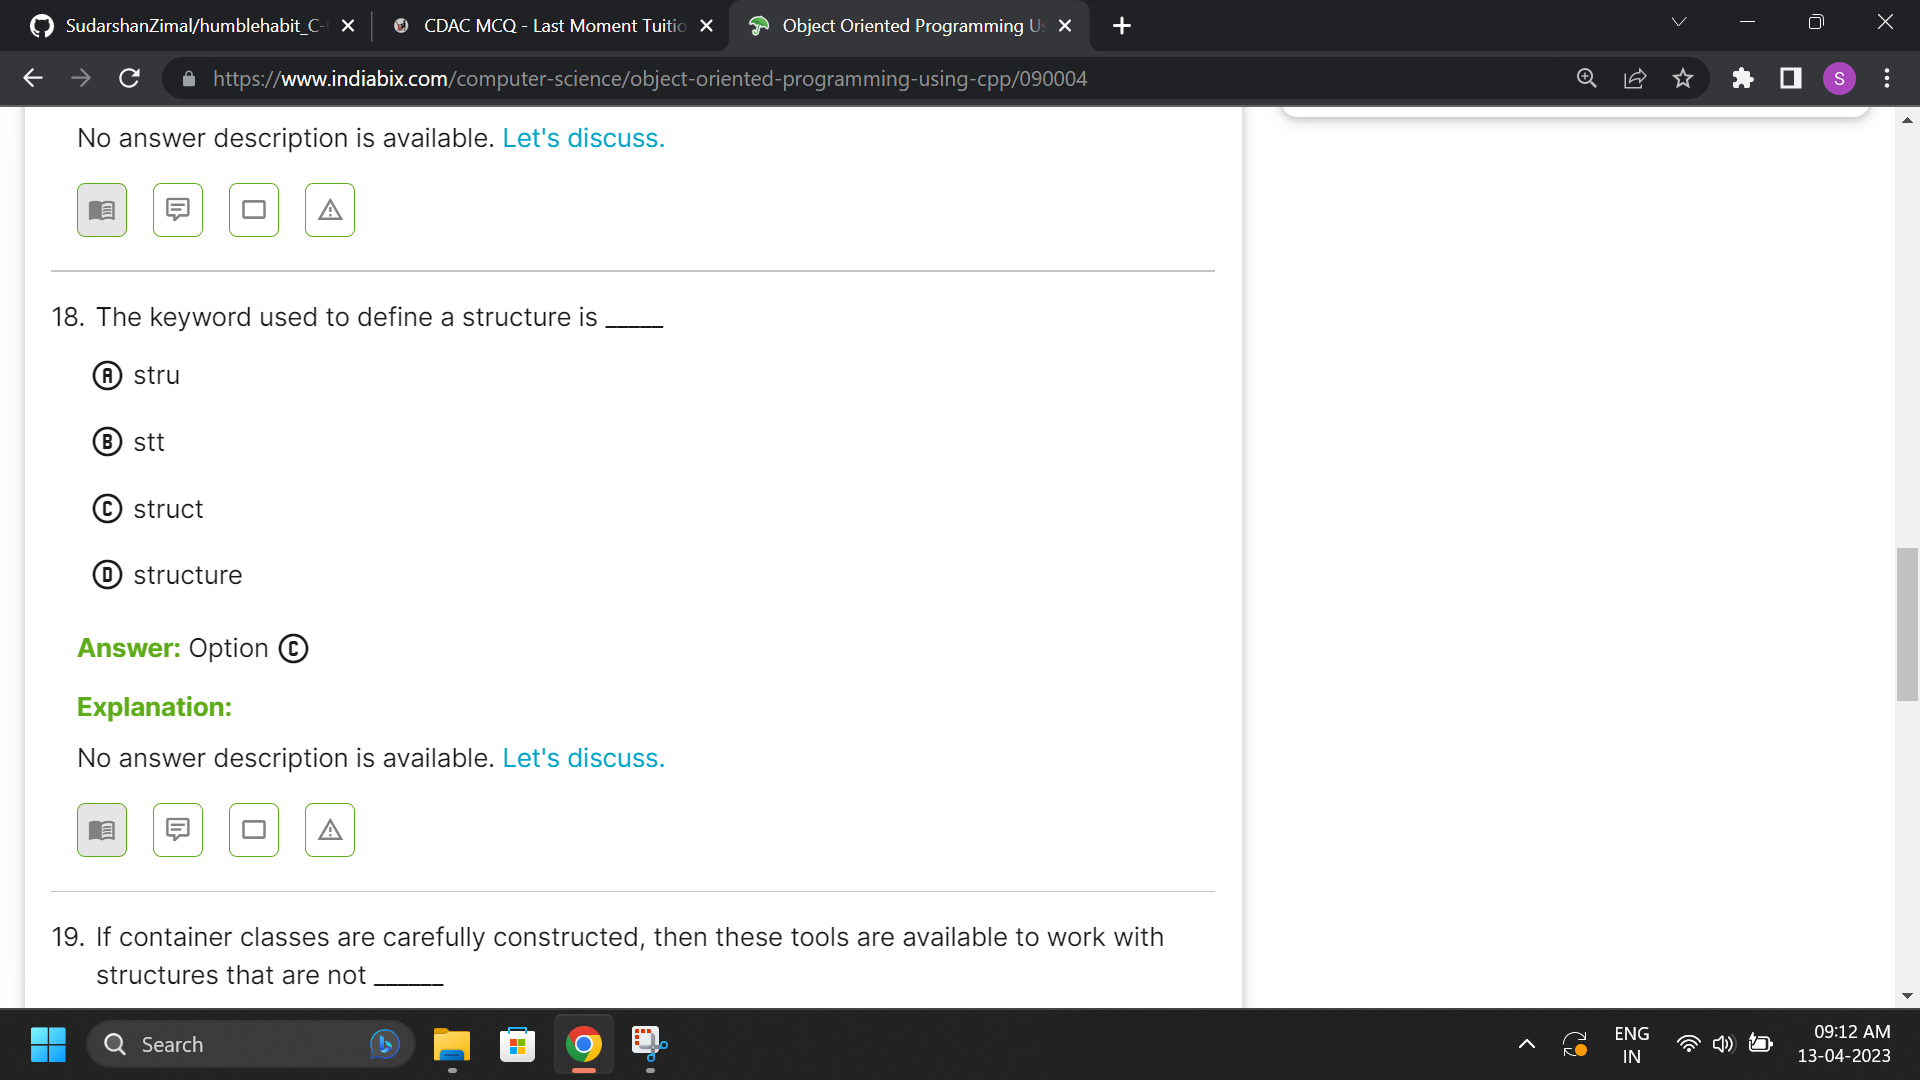 SudarshanZimal/humblehabit_C-
CDAC MCQ - Last Moment Tuitio
Object Oriented Programming Us
https://www.indiabix.com/computer-science/object-oriented-programming-using-cpp/090004
S
No answer description is available. Let's discuss.
18. The keyword used to define a structure is _____
A stru
B stt
C struct
D structure
Answer: Option C
Explanation:
No answer description is available. Let's discuss.
19. If container classes are carefully constructed, then these tools are available to work with
structures that are not ______
Search
ENG
IN
09:12 AM
13-04-2023